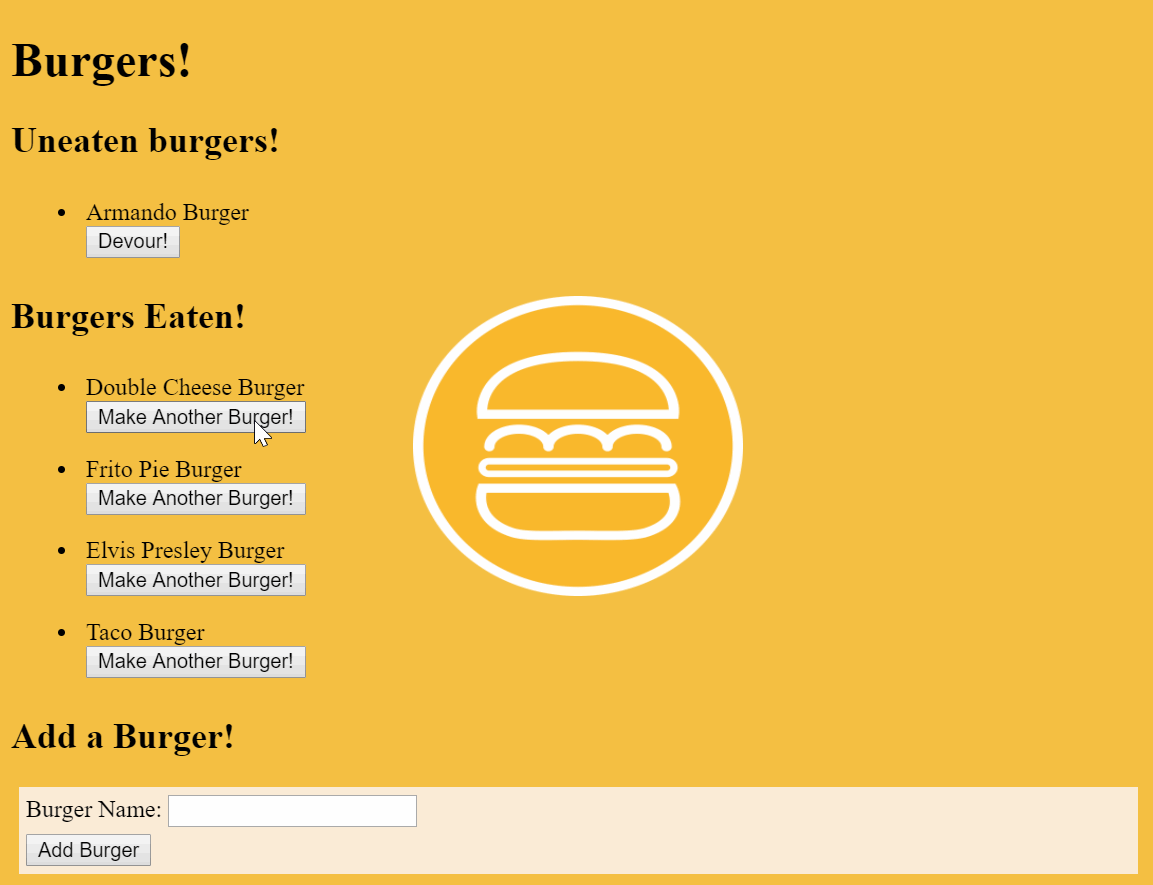 Burgers!
Uneaten burgers!
Armando Burger
Devour!
Burgers Eaten!
Double Cheese Burger
Make Another Burger!
Frito Pie Burger
Make Another Burger!
Elvis Presley Burger
Make Another Burger!
Taco Burger
Make Another Burger!
Add a Burger!
Burger Name:
Add Burger